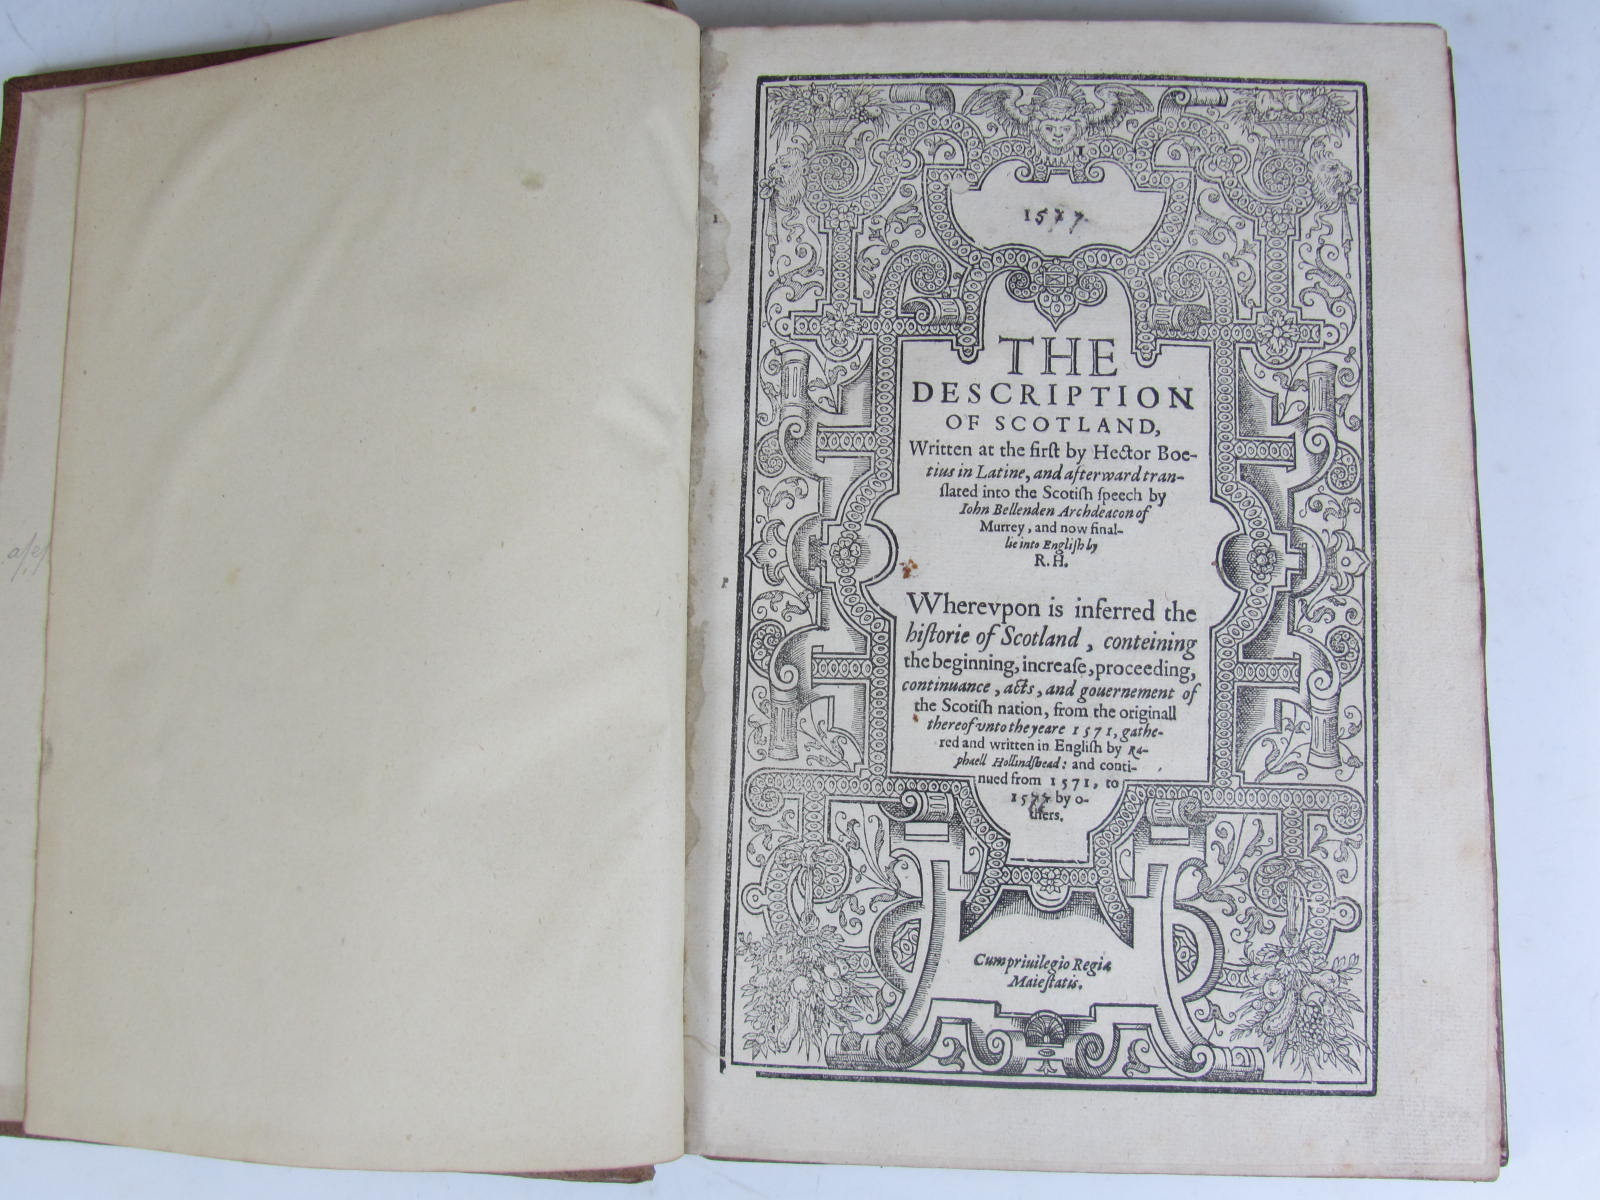 1577
THE
DESCRIPTION
OF SCOTLAND,
Written at the firſt by Hector Boe-
tius in Latine, and afterward tran-
ſlated into the Scotiſh ſpeech by
Iohn Bellenden Archdeacon of
Murrey, and now final-
lie into Engliſh by
R. H.
Wherevpon is inferred the
hiſtorie of Scotland, conteining
the beginning, increaſe, proceeding,
continuance, acts, and gouernement of
the Scotiſh nation, from the originall
thereof vnto the yeare 1571, gathe-
red and written in Engliſh by Ra-
phaell Hollindſhead: and conti-
nued from 1571, to
1577 by o-
thers.
Cum priuilegio Regiæ
Maieſtatis.